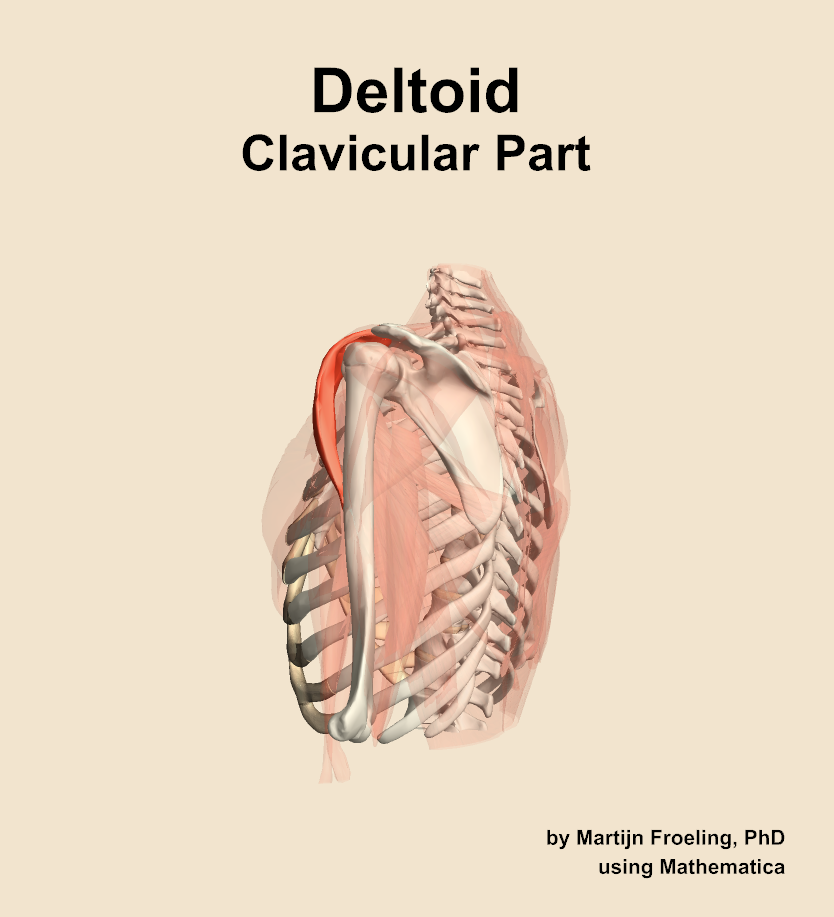 Deltoid
Clavicular Part
by Martijn Froeling, PhD
using Mathematica